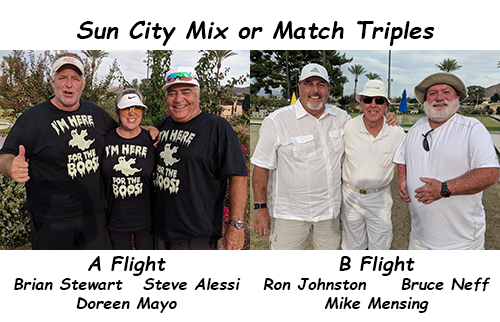 Sun City Mix or Match Triples
I'M HERE
FOR THE
BOOS!
I'M HERE
FOR THE
BOOS!
I'M HERE
FOR THE
BOOS!
A Flight
Brian Stewart Steve Alessi
Doreen Mayo
B Flight
Ron Johnston Bruce Neff
Mike Mensing